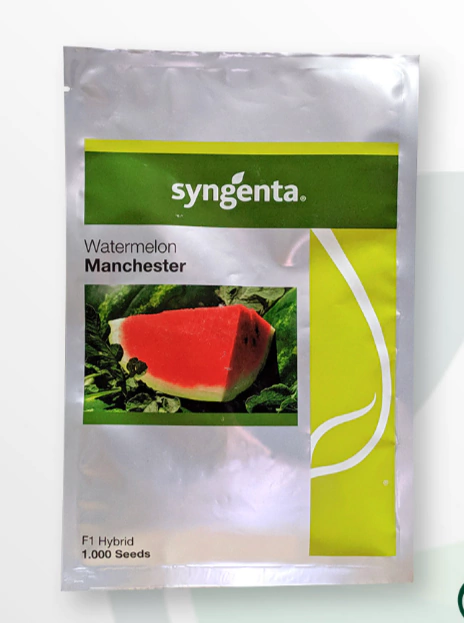 syngenta®
Watermelon
Manchester
F1 Hybrid
1.000 Seeds